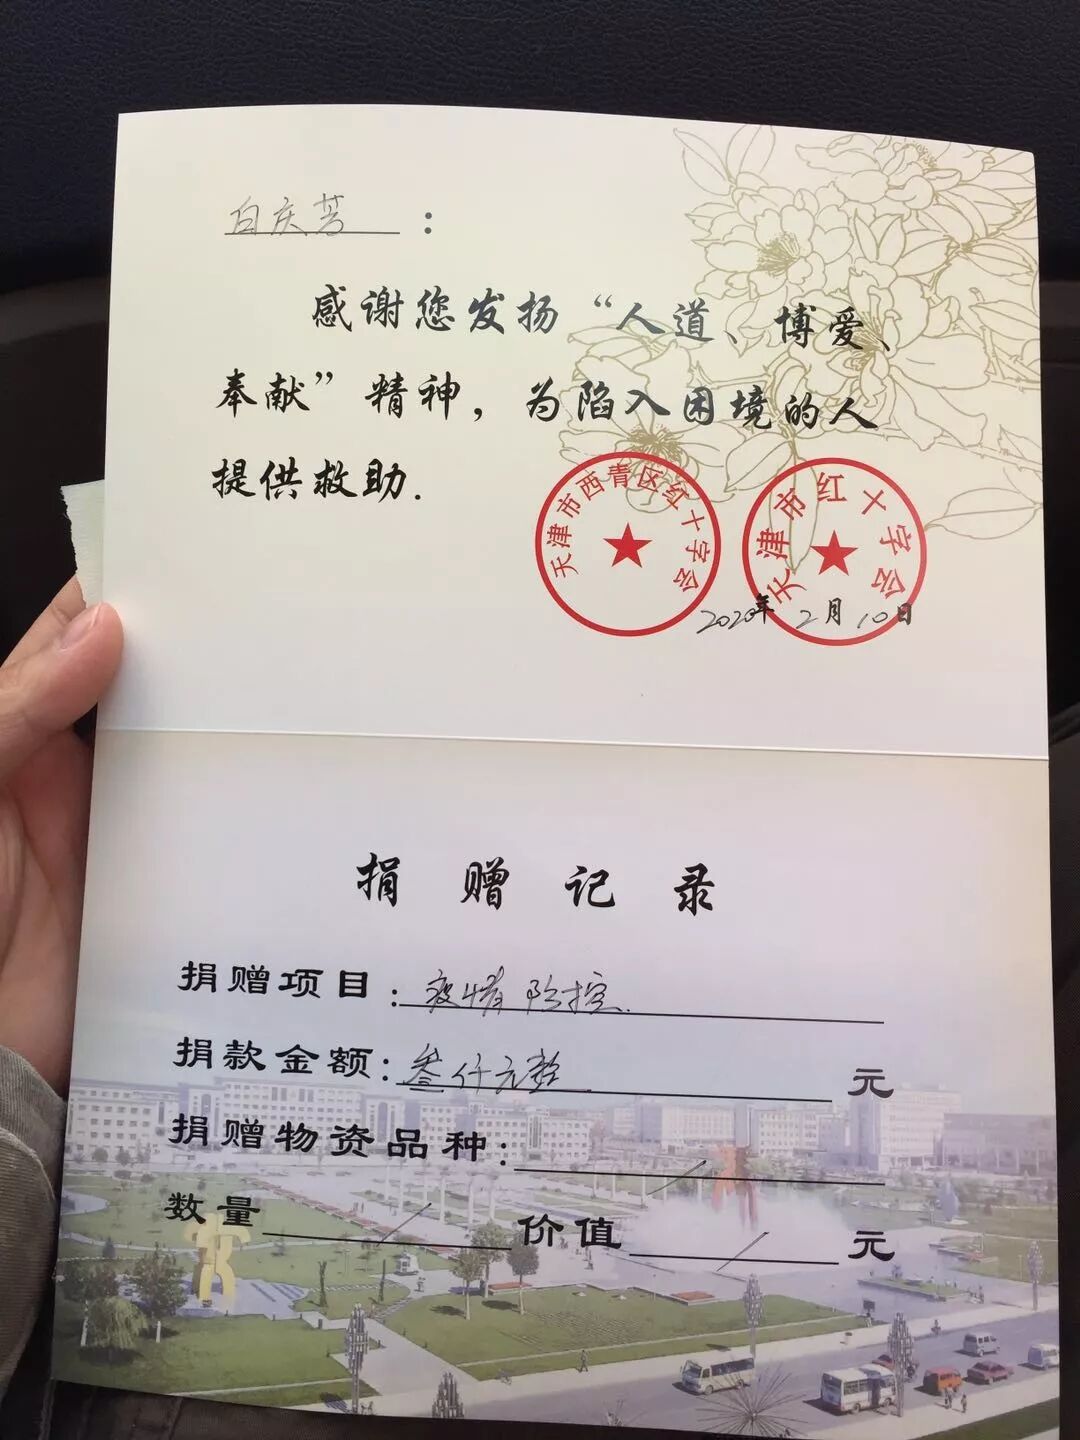 白庆芳：
感谢您发扬“人道、博爱、
奉献”精神，为陷入困境的人
提供救助.
天津市西青区红十字会
天津市红十字会
2020年2月10日
捐赠记录
捐赠项目：疫情防控.
捐款金额：叁仟元整 元
捐赠物资品种：/
数量 / 价值 / 元